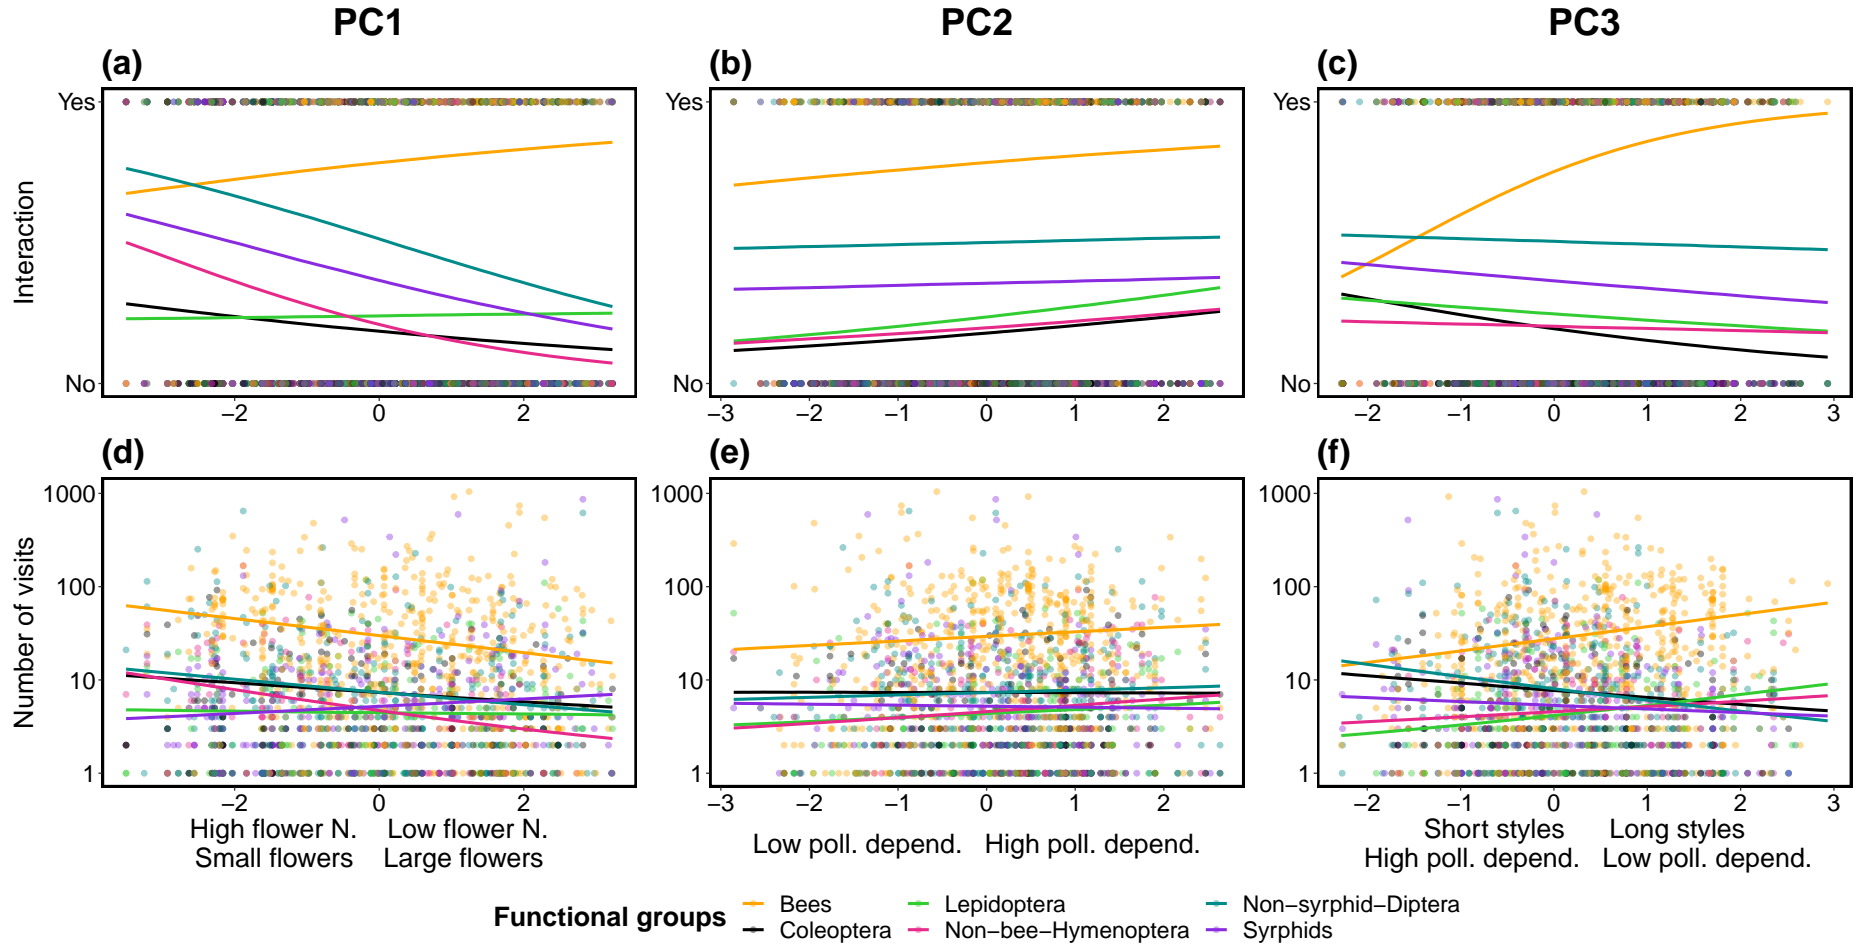 PC1 PC2 PC3
(a) (b) (c)
Interaction
Yes Yes Yes
No No No
−2 0 2
−3 −2 −1 0 1 2
−2 −1 0 1 2 3
(d) (e) (f)
Number of visits
1000 1000 1000
100 100 100
10 10 10
1 1 1
−2 0 2
−3 −2 −1 0 1 2
−2 −1 0 1 2 3
High flower N. Low flower N.
Small flowers Large flowers
Low poll. depend. High poll. depend.
Short styles Long styles
High poll. depend. Low poll. depend.
Functional groups
Bees Lepidoptera Non−syrphid−Diptera
Coleoptera Non−bee−Hymenoptera Syrphids